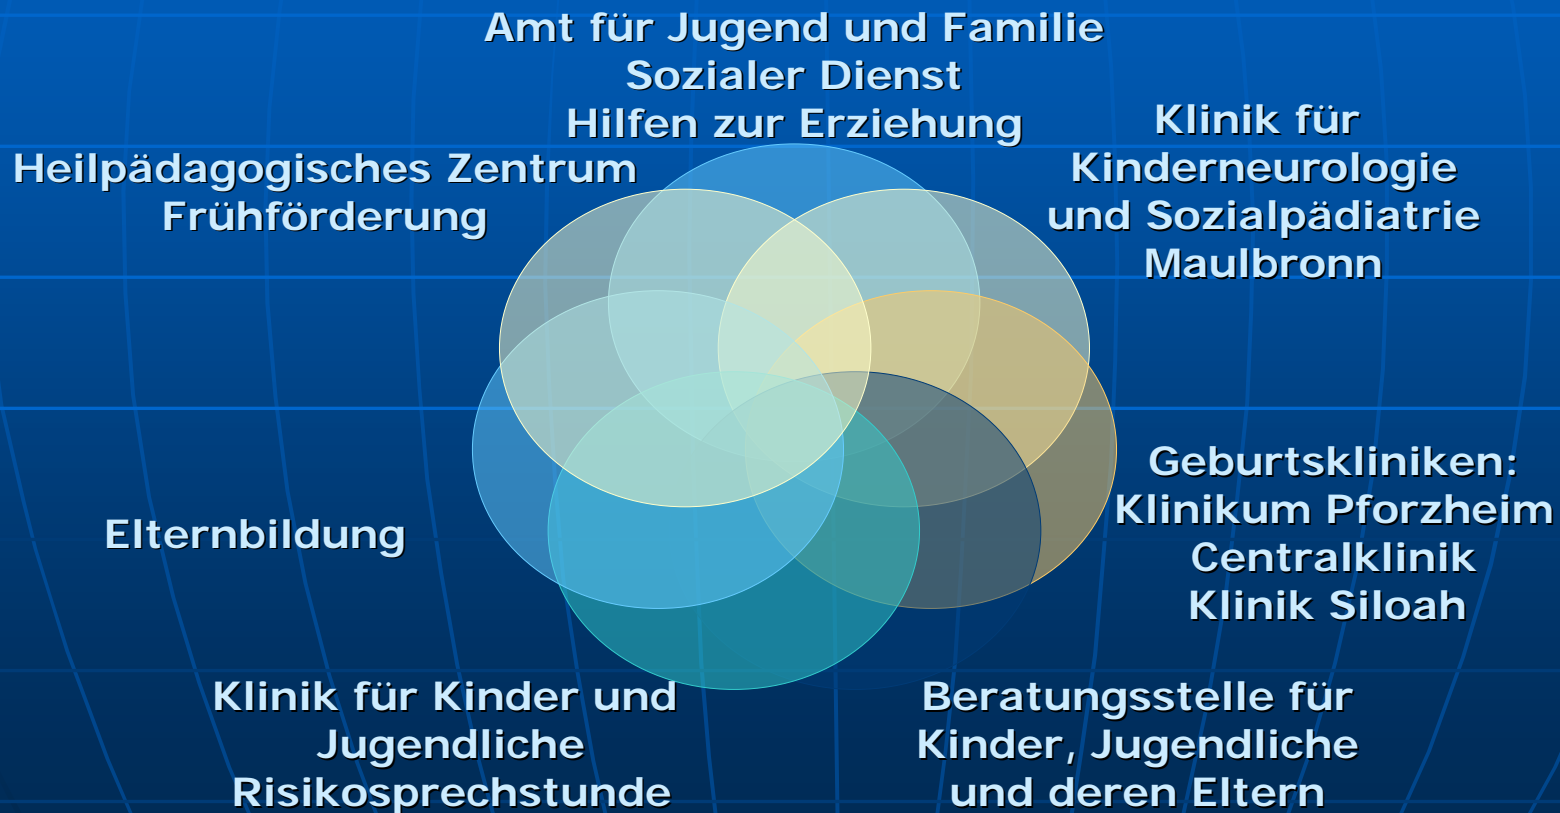 Amt für Jugend und Familie
Sozialer Dienst
Hilfen zur Erziehung
Klinik für
Kinderneurologie
und Sozialpädiatrie
Maulbronn
Heilpädagogisches Zentrum
Frühförderung
Geburtskliniken:
Klinikum Pforzheim
Centralklinik
Klinik Siloah
Elternbildung
Klinik für Kinder und
Jugendliche
Risikosprechstunde
Beratungsstelle für
Kinder, Jugendliche
und deren Eltern